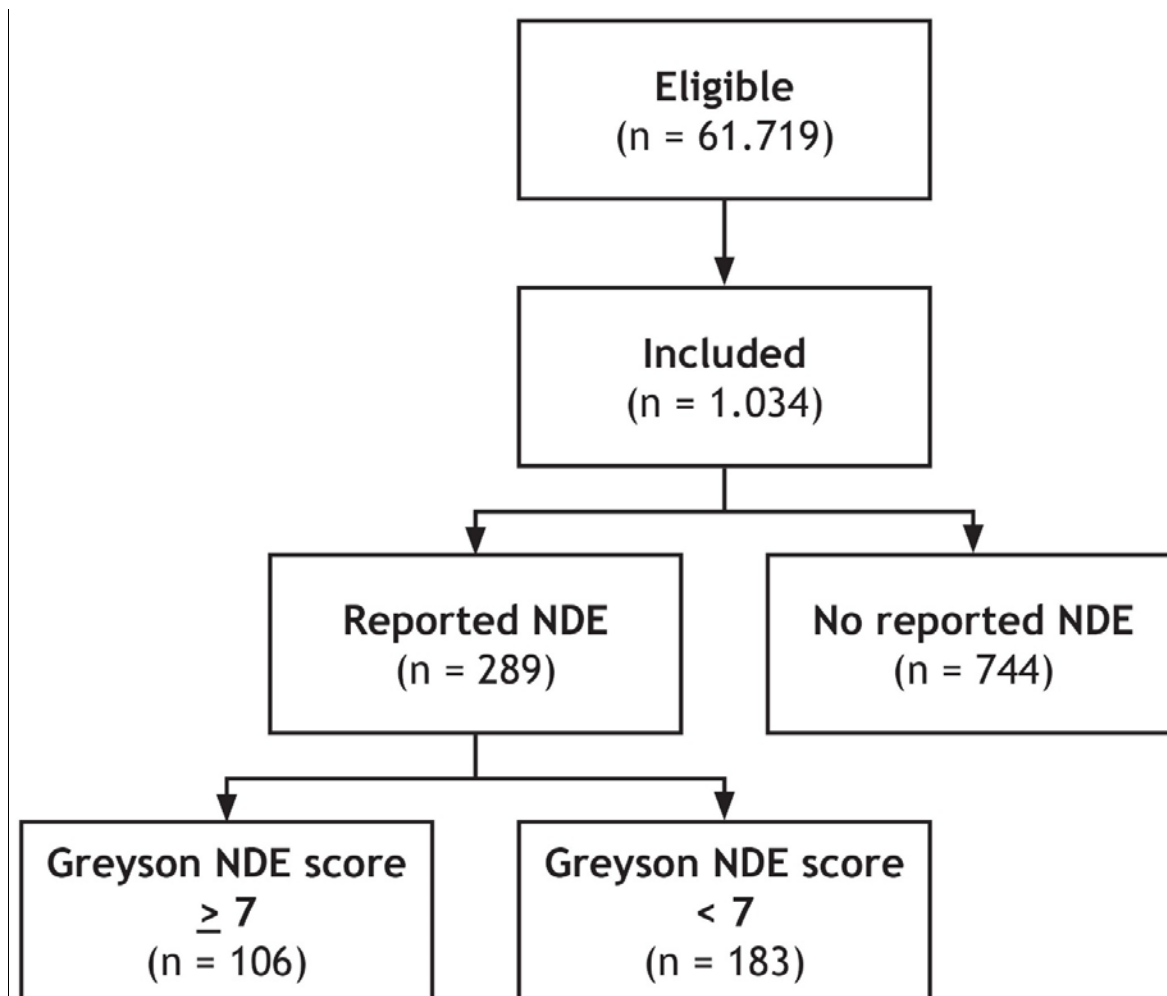 Eligible
(n = 61.719)
Included
(n = 1.034)
Reported NDE
(n = 289)
No reported NDE
(n = 744)
Greyson NDE score
≥ 7
(n = 106)
Greyson NDE score
< 7
(n = 183)